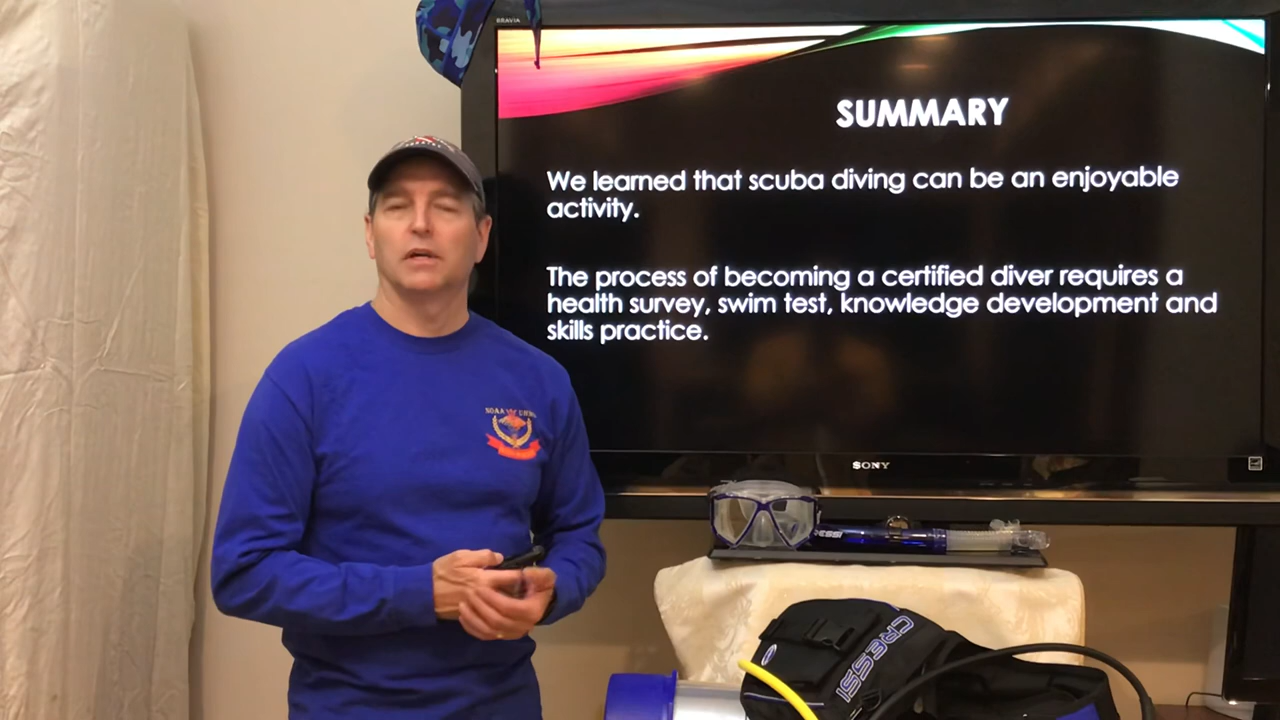 BRAVIA
SUMMARY
We learned that scuba diving can be an enjoyable
activity.
The process of becoming a certified diver requires a
health survey, swim test, knowledge development and
skills practice.
NOAA
SONY
CRESSI